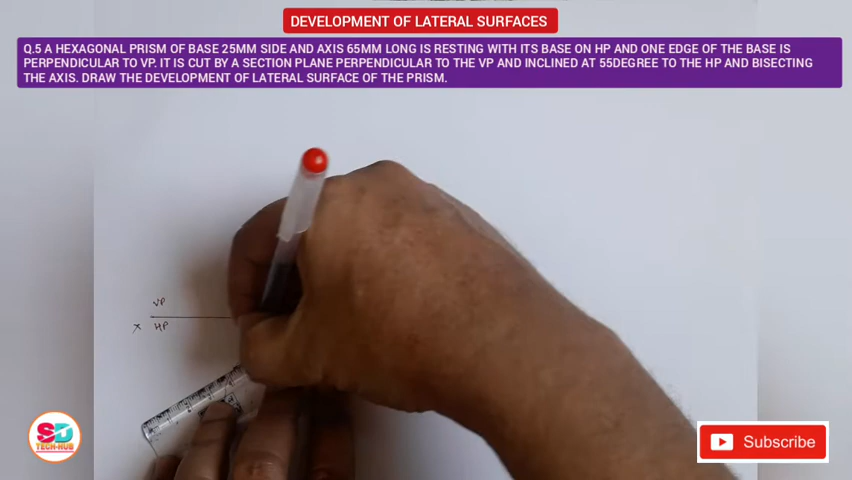 DEVELOPMENT OF LATERAL SURFACES
Q.5 A HEXAGONAL PRISM OF BASE 25MM SIDE AND AXIS 65MM LONG IS RESTING WITH ITS BASE ON HP AND ONE EDGE OF THE BASE IS
PERPENDICULAR TO VP. IT IS CUT BY A SECTION PLANE PERPENDICULAR TO THE VP AND INCLINED AT 55DEGREE TO THE HP AND BISECTING
THE AXIS. DRAW THE DEVELOPMENT OF LATERAL SURFACE OF THE PRISM.
VP
X HP
SD
TECH-HUB
Subscribe